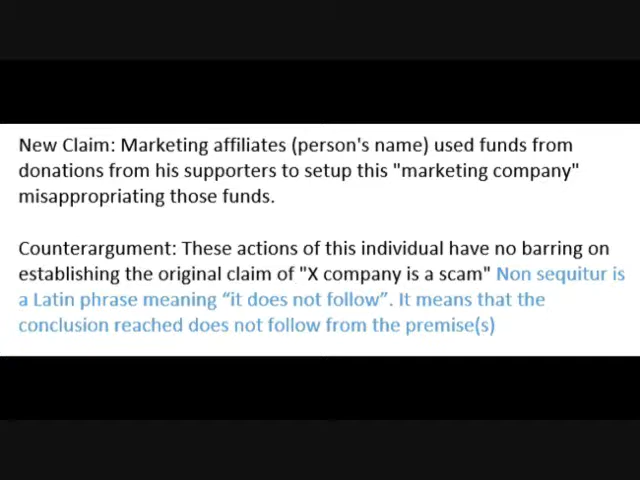 New Claim: Marketing affiliates (person's name) used funds from
donations from his supporters to setup this "marketing company"
misappropriating those funds.
Counterargument: These actions of this individual have no barring on
establishing the original claim of "X company is a scam" Non sequitur is
a Latin phrase meaning “it does not follow”. It means that the
conclusion reached does not follow from the premise(s)